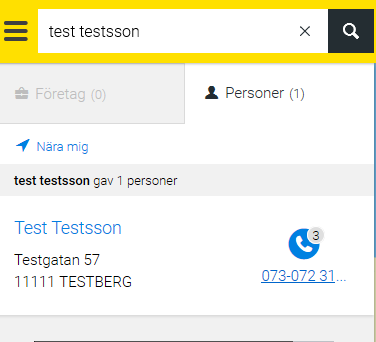 test testsson
Företag (0)
Personer (1)
Nära mig
test testsson gav 1 personer
Test Testsson
Testgatan 57
11111 TESTBERG
3
073-072 31...